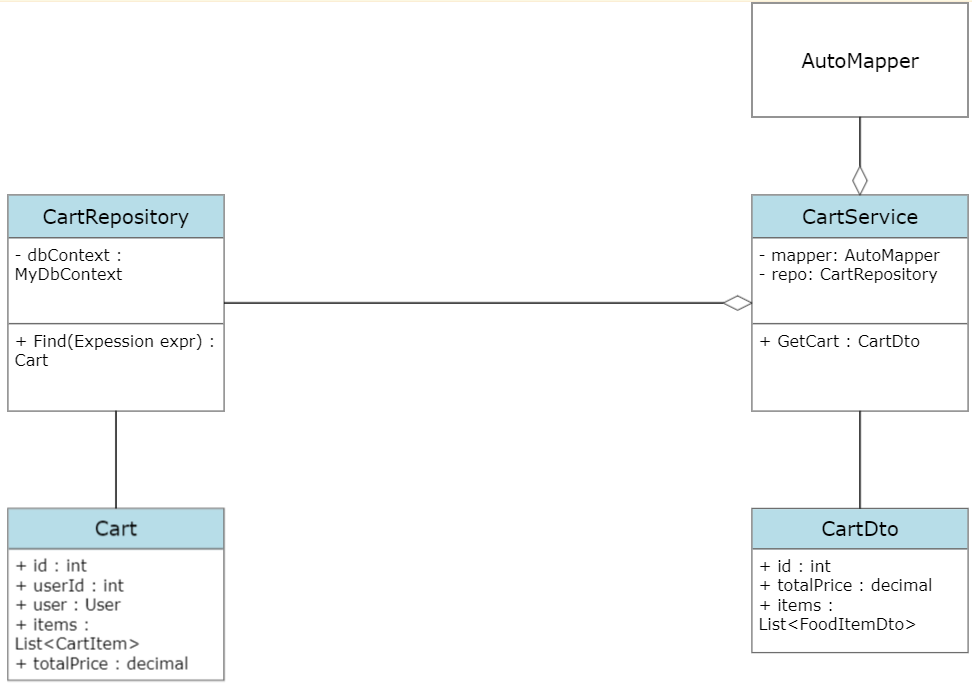 AutoMapper
CartRepository
- dbContext :
MyDbContext
+ Find(Expession expr) :
Cart
CartService
- mapper: AutoMapper
- repo: CartRepository
+ GetCart : CartDto
Cart
+ id : int
+ userId : int
+ user : User
+ items :
List<CartItem>
+ totalPrice : decimal
CartDto
+ id : int
+ totalPrice : decimal
+ items :
List<FoodItemDto>